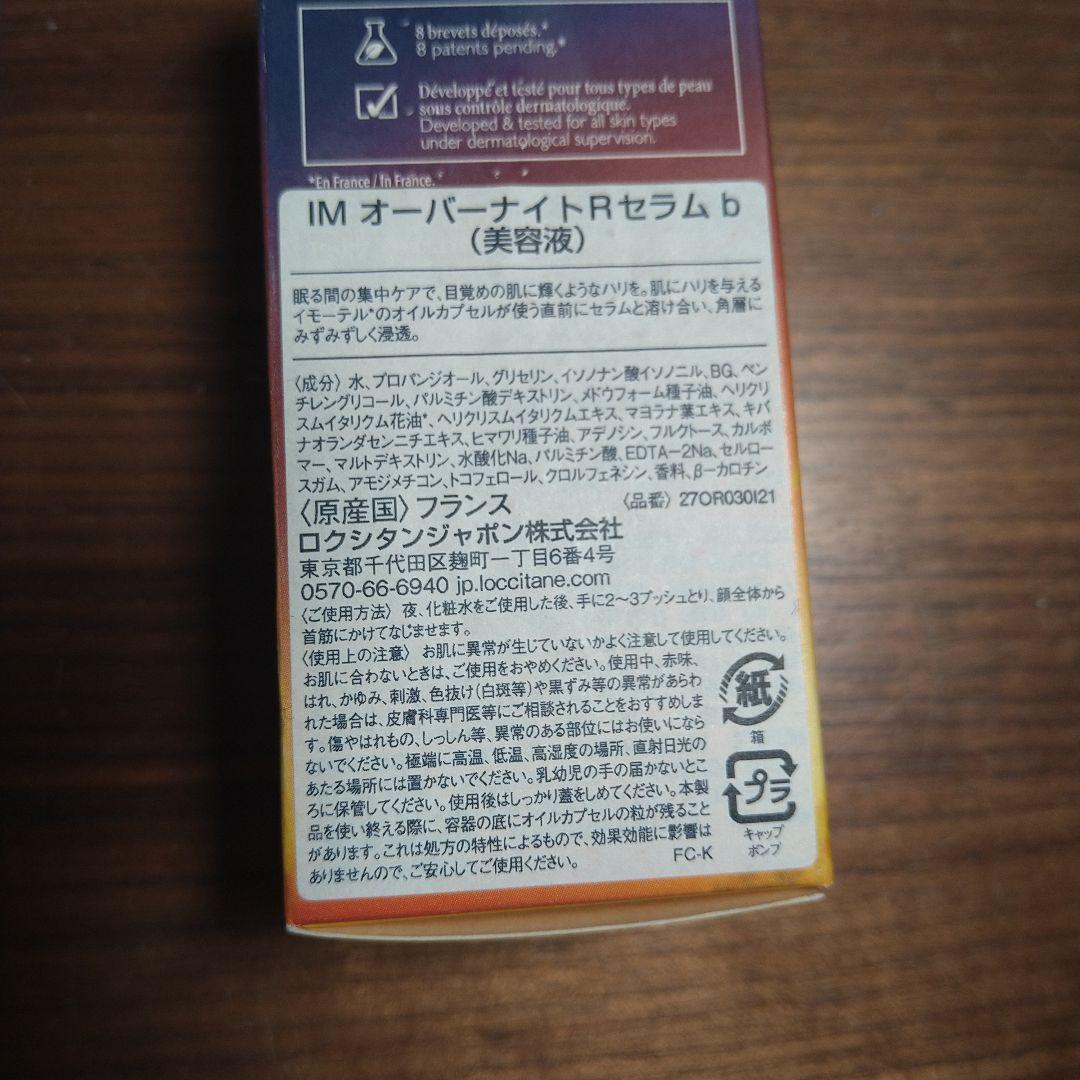 8 brevets déposés.*
8 patents pending.*
Développé et testé pour tous types de peau
sous contrôle dermatologique.
Developed & tested for all skin types
under dermatological supervision.
*En France / In France.
IM オーバーナイトRセラム b
（美容液）
眠る間の集中ケアで、目覚めの肌に輝くようなハリを。肌にハリを与える
イモーテル*のオイルカプセルが使う直前にセラムと溶け合い、角層に
みずみずしく浸透。
〈成分〉水、プロパンジオール、グリセリン、イソノナン酸イソノニル、BG、ペン
チレングリコール、パルミチン酸デキストリン、メドウフォーム種子油、ヘリクリ
スムイタリクム花油*、ヘリクリスムイタリクムエキス、マヨラナ葉エキス、キバ
ナオランダセンニチエキス、ヒマワリ種子油、アデノシン、フルクトース、カルボ
マー、マルトデキストリン、水酸化Na、パルミチン酸、EDTA-2Na、セルロー
スガム、アモジメチコン、トコフェロール、クロルフェネシン、香料、β-カロチン
〈原産国〉フランス 〈品番〉27OR030I21
ロクシタンジャポン株式会社
東京都千代田区麹町一丁目6番4号
0570-66-6940 jp.loccitane.com
〈ご使用方法〉夜、化粧水をご使用した後、手に2〜3プッシュとり、顔全体から
首筋にかけてなじませます。
〈使用上の注意〉お肌に異常が生じていないかよく注意して使用してください。
お肌に合わないときは、ご使用をおやめください。使用中、赤味、
はれ、かゆみ、刺激、色抜け（白斑等）や黒ずみ等の異常があらわ
れた場合は、皮膚科専門医等にご相談されることをおすすめしま
す。傷やはれもの、しっしん等、異常のある部位にはお使いになら
ないでください。極端に高温、低温、高湿度の場所、直射日光の
あたる場所には置かないでください。乳幼児の手の届かないとこ
ろに保管してください。使用後はしっかり蓋をしめてください。本製
品を使い終える際に、容器の底にオイルカプセルの粒が残ること
があります。これは処方の特性によるもので、効果効能に影響は
ありませんので、ご安心してご使用ください。
FC-K
紙
箱
プラ
キャップ
ポンプ